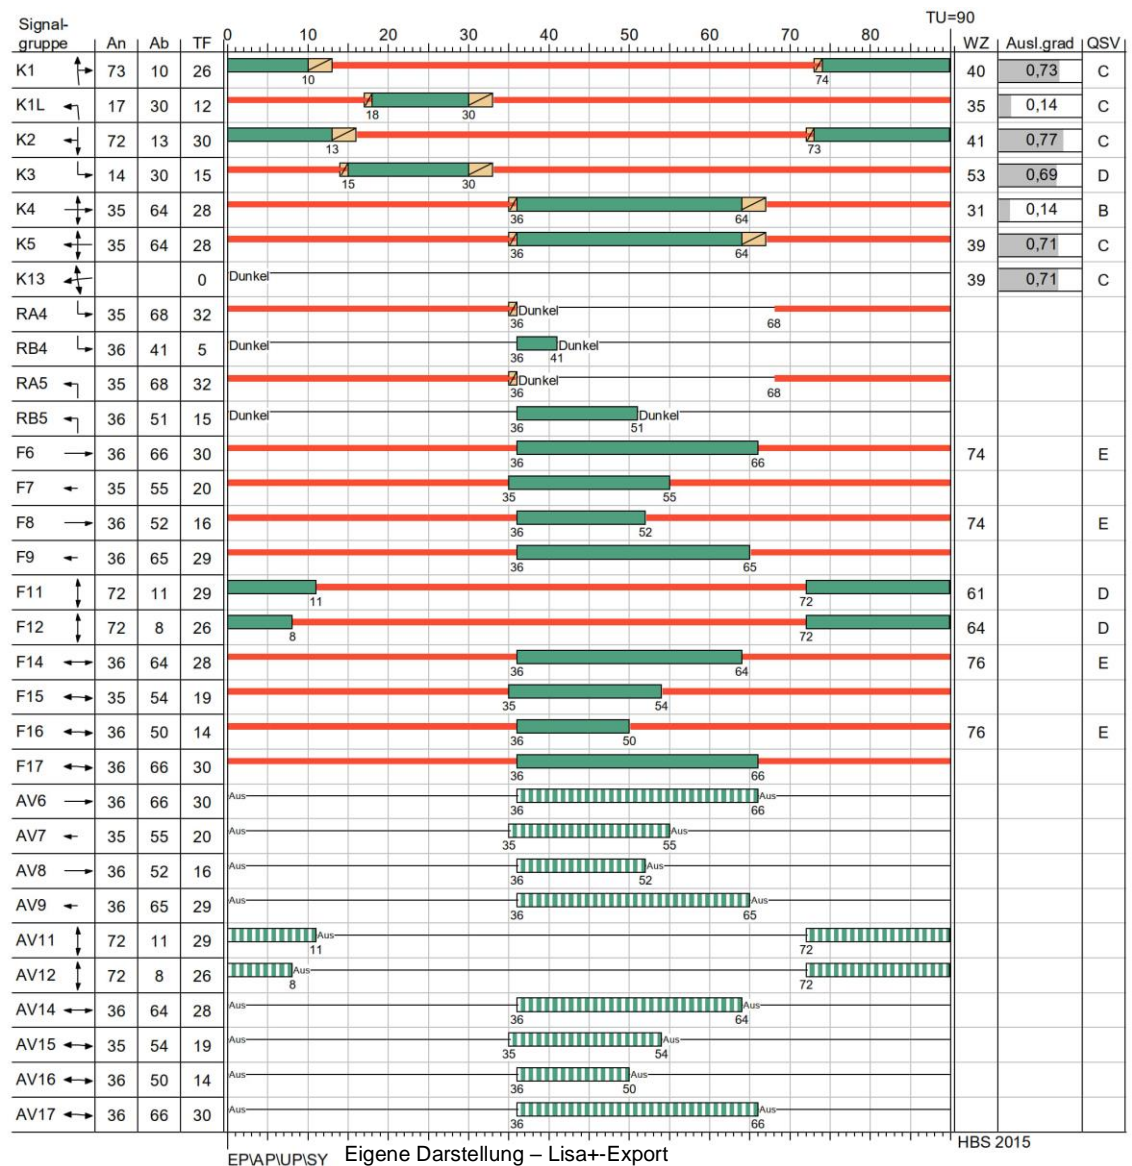 TU=90
Signal-
gruppe An Ab TF 0 10 20 30 40 50 60 70 80 WZ Ausl.grad QSV
K1 73 10 26 10 74 40 0,73 C
K1L 17 30 12 18 30 35 0,14 C
K2 72 13 30 13 73 41 0,77 C
K3 14 30 15 15 30 53 0,69 D
K4 35 64 28 36 64 31 0,14 B
K5 35 64 28 36 64 39 0,71 C
K13 0 Dunkel 39 0,71 C
RA4 35 68 32 36 Dunkel 68
RB4 36 41 5 Dunkel 36 41 Dunkel
RA5 35 68 32 36 Dunkel 68
RB5 36 51 15 Dunkel 36 51 Dunkel
F6 36 66 30 36 66 74 E
F7 35 55 20 35 55
F8 36 52 16 36 52 74 E
F9 36 65 29 36 65
F11 72 11 29 11 72 61 D
F12 72 8 26 8 72 64 D
F14 36 64 28 36 64 76 E
F15 35 54 19 35 54
F16 36 50 14 36 50 76 E
F17 36 66 30 36 66
AV6 36 66 30 Aus 36 66 Aus
AV7 35 55 20 Aus 35 55 Aus
AV8 36 52 16 Aus 36 52 Aus
AV9 36 65 29 Aus 36 65 Aus
AV11 72 11 29 11 Aus 72
AV12 72 8 26 8 Aus 72
AV14 36 64 28 Aus 36 64 Aus
AV15 35 54 19 Aus 35 54 Aus
AV16 36 50 14 Aus 36 50 Aus
AV17 36 66 30 Aus 36 66 Aus
HBS 2015
EP\AP\UP\SY Eigene Darstellung – Lisa+-Export